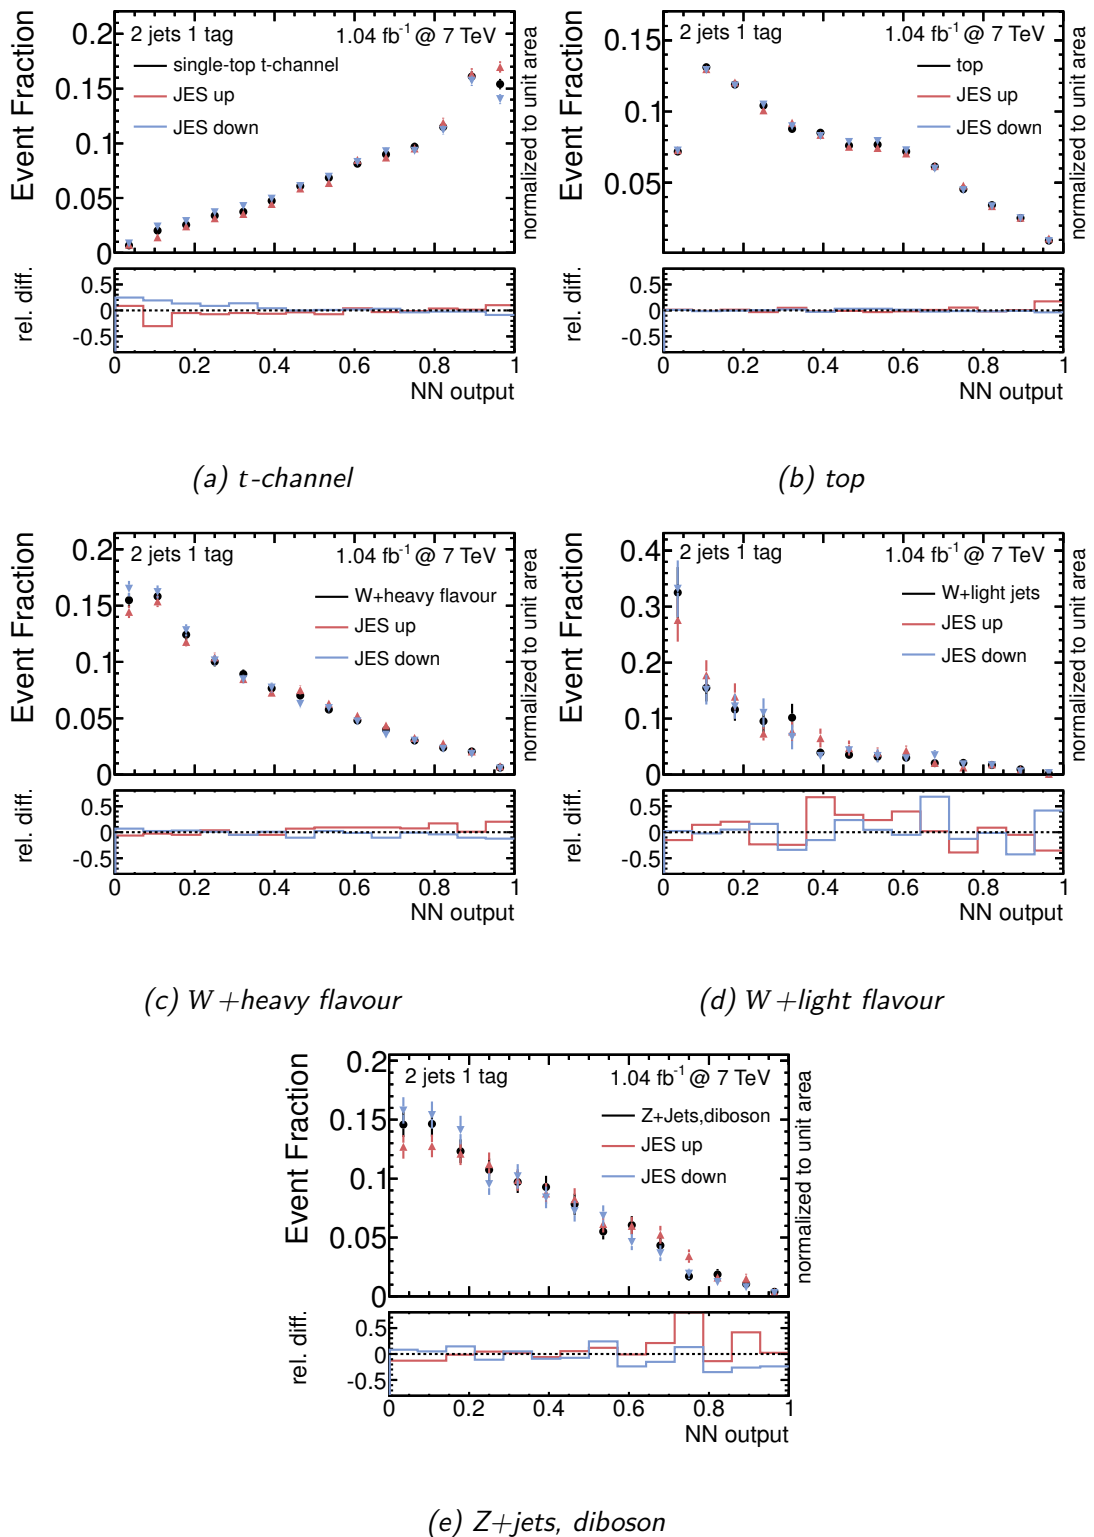 Event Fraction
0.2
0.15
0.1
0.05
0
2 jets 1 tag
1.04 fb⁻¹ @ 7 TeV
single-top t-channel
JES up
JES down
normalized to unit area
rel. diff.
0.5
0
-0.5
0 0.2 0.4 0.6 0.8 1
NN output
(a) t-channel
Event Fraction
0.15
0.1
0.05
2 jets 1 tag
1.04 fb⁻¹ @ 7 TeV
top
JES up
JES down
normalized to unit area
rel. diff.
0.5
0
-0.5
0 0.2 0.4 0.6 0.8 1
NN output
(b) top
Event Fraction
0.2
0.15
0.1
0.05
0
2 jets 1 tag
1.04 fb⁻¹ @ 7 TeV
W+heavy flavour
JES up
JES down
normalized to unit area
rel. diff.
0.5
0
-0.5
0 0.2 0.4 0.6 0.8 1
NN output
(c) W+heavy flavour
Event Fraction
0.4
0.3
0.2
0.1
0
2 jets 1 tag
1.04 fb⁻¹ @ 7 TeV
W+light jets
JES up
JES down
normalized to unit area
rel. diff.
0.5
0
-0.5
0 0.2 0.4 0.6 0.8 1
NN output
(d) W+light flavour
Event Fraction
0.2
0.15
0.1
0.05
0
2 jets 1 tag
1.04 fb⁻¹ @ 7 TeV
Z+Jets,diboson
JES up
JES down
normalized to unit area
rel. diff.
0.5
0
-0.5
0 0.2 0.4 0.6 0.8 1
NN output
(e) Z+jets, diboson